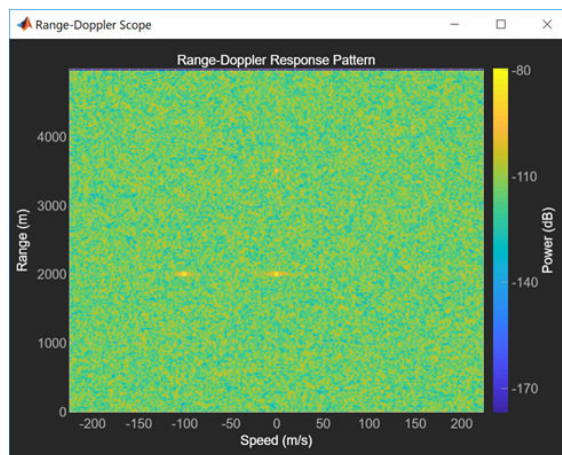 Range-Doppler Scope
Range-Doppler Response Pattern
4000
3000
2000
1000
0
Range (m)
-200 -150 -100 -50 0 50 100 150 200
Speed (m/s)
-80
-110
-140
-170
Power (dB)